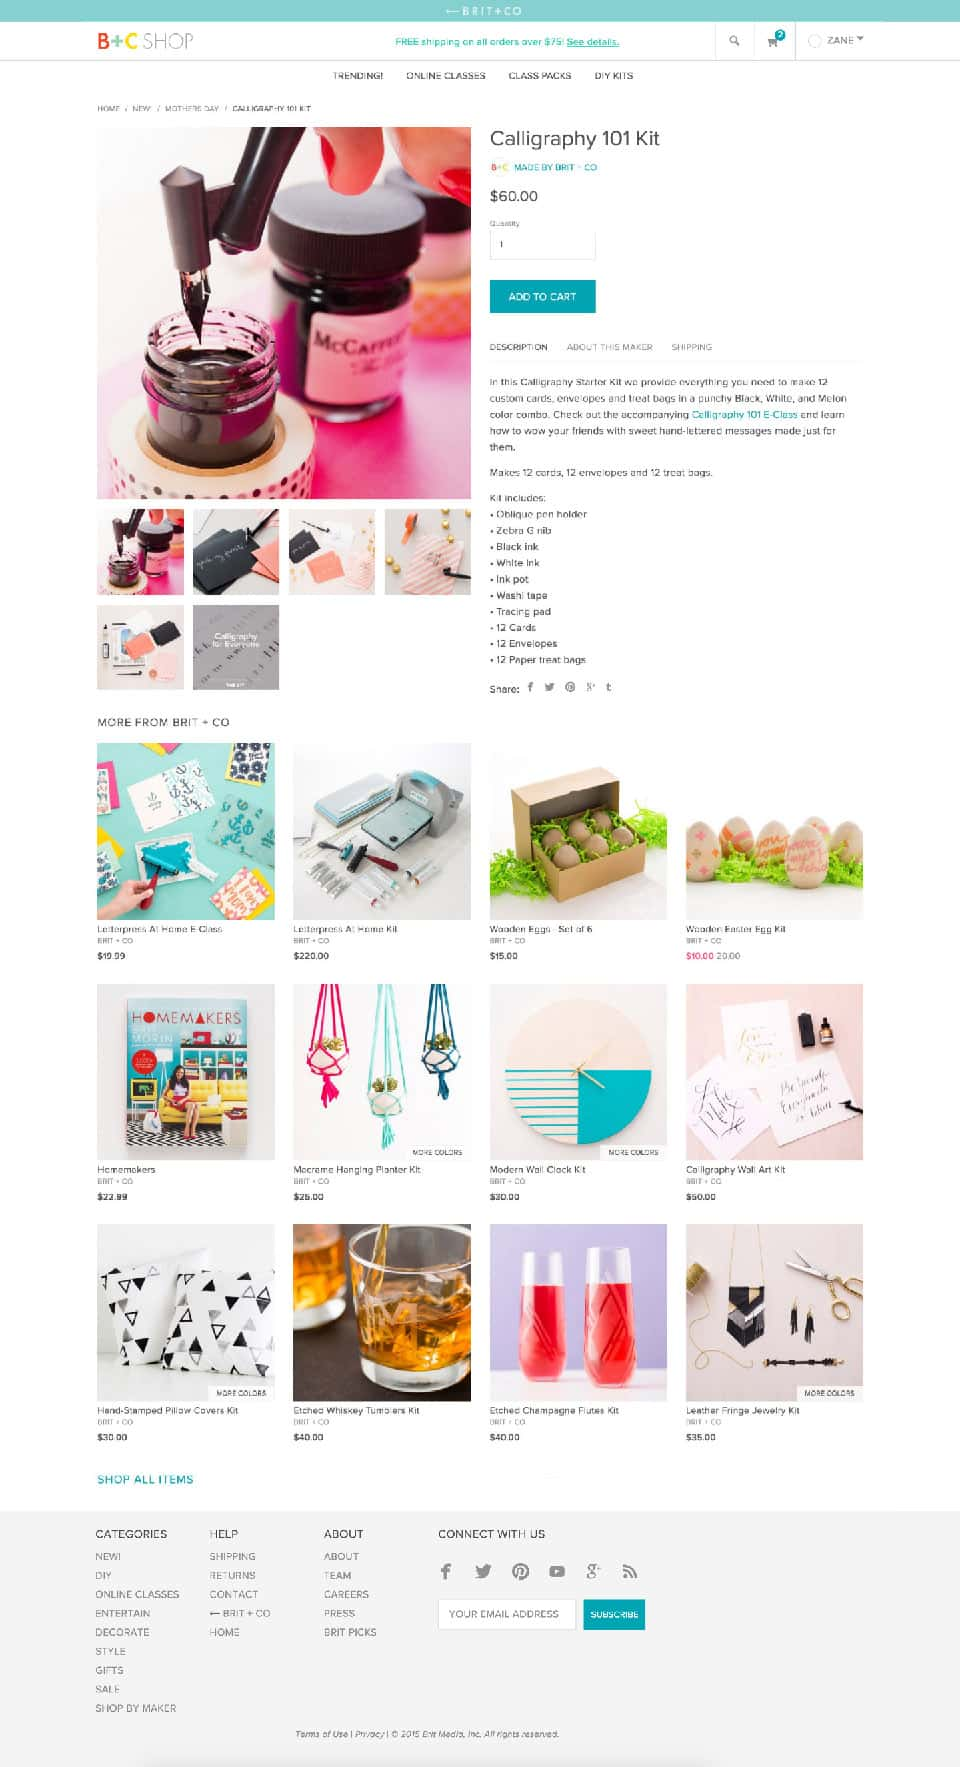 ⟵ BRIT+CO
B+C SHOP
FREE shipping on all orders over $75! See details.
2
ZANE
TRENDING!
ONLINE CLASSES
CLASS PACKS
DIY KITS
HOME / NEW! / MOTHERS DAY / CALLIGRAPHY 101 KIT
McCAFFERY
Calligraphy 101 Kit
B+C MADE BY BRIT + CO
$60.00
Quantity
1
ADD TO CART
DESCRIPTION
ABOUT THIS MAKER
SHIPPING
In this Calligraphy Starter Kit we provide everything you need to make 12
custom cards, envelopes and treat bags in a punchy Black, White, and Melon
color combo. Check out the accompanying Calligraphy 101 E-Class and learn
how to wow your friends with sweet hand-lettered messages made just for
them.
Makes 12 cards, 12 envelopes and 12 treat bags.
Kit includes:
• Oblique pen holder
• Zebra G nib
• Black ink
• White ink
• Ink pot
• Washi tape
• Tracing pad
• 12 Cards
• 12 Envelopes
• 12 Paper treat bags
Share:
Calligraphy
for Everyone
MORE FROM BRIT + CO
Letterpress At Home E-Class
BRIT + CO
$19.99
Letterpress At Home Kit
BRIT + CO
$220.00
Wooden Eggs - Set of 6
BRIT + CO
$15.00
Wooden Easter Egg Kit
BRIT + CO
$10.00 20.00
HOMEMAKERS
MORIN
Homemakers
BRIT + CO
$22.99
MORE COLORS
Macrame Hanging Planter Kit
BRIT + CO
$25.00
MORE COLORS
Modern Wall Clock Kit
BRIT + CO
$30.00
Calligraphy Wall Art Kit
BRIT + CO
$50.00
MORE COLORS
Hand-Stamped Pillow Covers Kit
BRIT + CO
$30.00
Etched Whiskey Tumblers Kit
BRIT + CO
$40.00
Etched Champagne Flutes Kit
BRIT + CO
$40.00
MORE COLORS
Leather Fringe Jewelry Kit
BRIT + CO
$35.00
SHOP ALL ITEMS
CATEGORIES
NEW!
DIY
ONLINE CLASSES
ENTERTAIN
DECORATE
STYLE
GIFTS
SALE
SHOP BY MAKER
HELP
SHIPPING
RETURNS
CONTACT
⟵ BRIT + CO
HOME
ABOUT
ABOUT
TEAM
CAREERS
PRESS
BRIT PICKS
CONNECT WITH US
YOUR EMAIL ADDRESS
SUBSCRIBE
Terms of Use | Privacy | © 2015 Brit Media, Inc. All rights reserved.